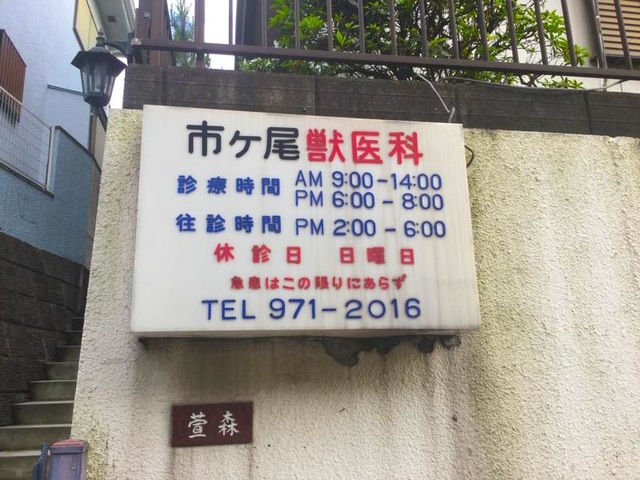 市ケ尾獣医科
診療時間 AM 9:00-14:00
PM 6:00-8:00
往診時間 PM 2:00-6:00
休診日 日曜日
急患はこの限りにあらず
TEL 971-2016
萱森